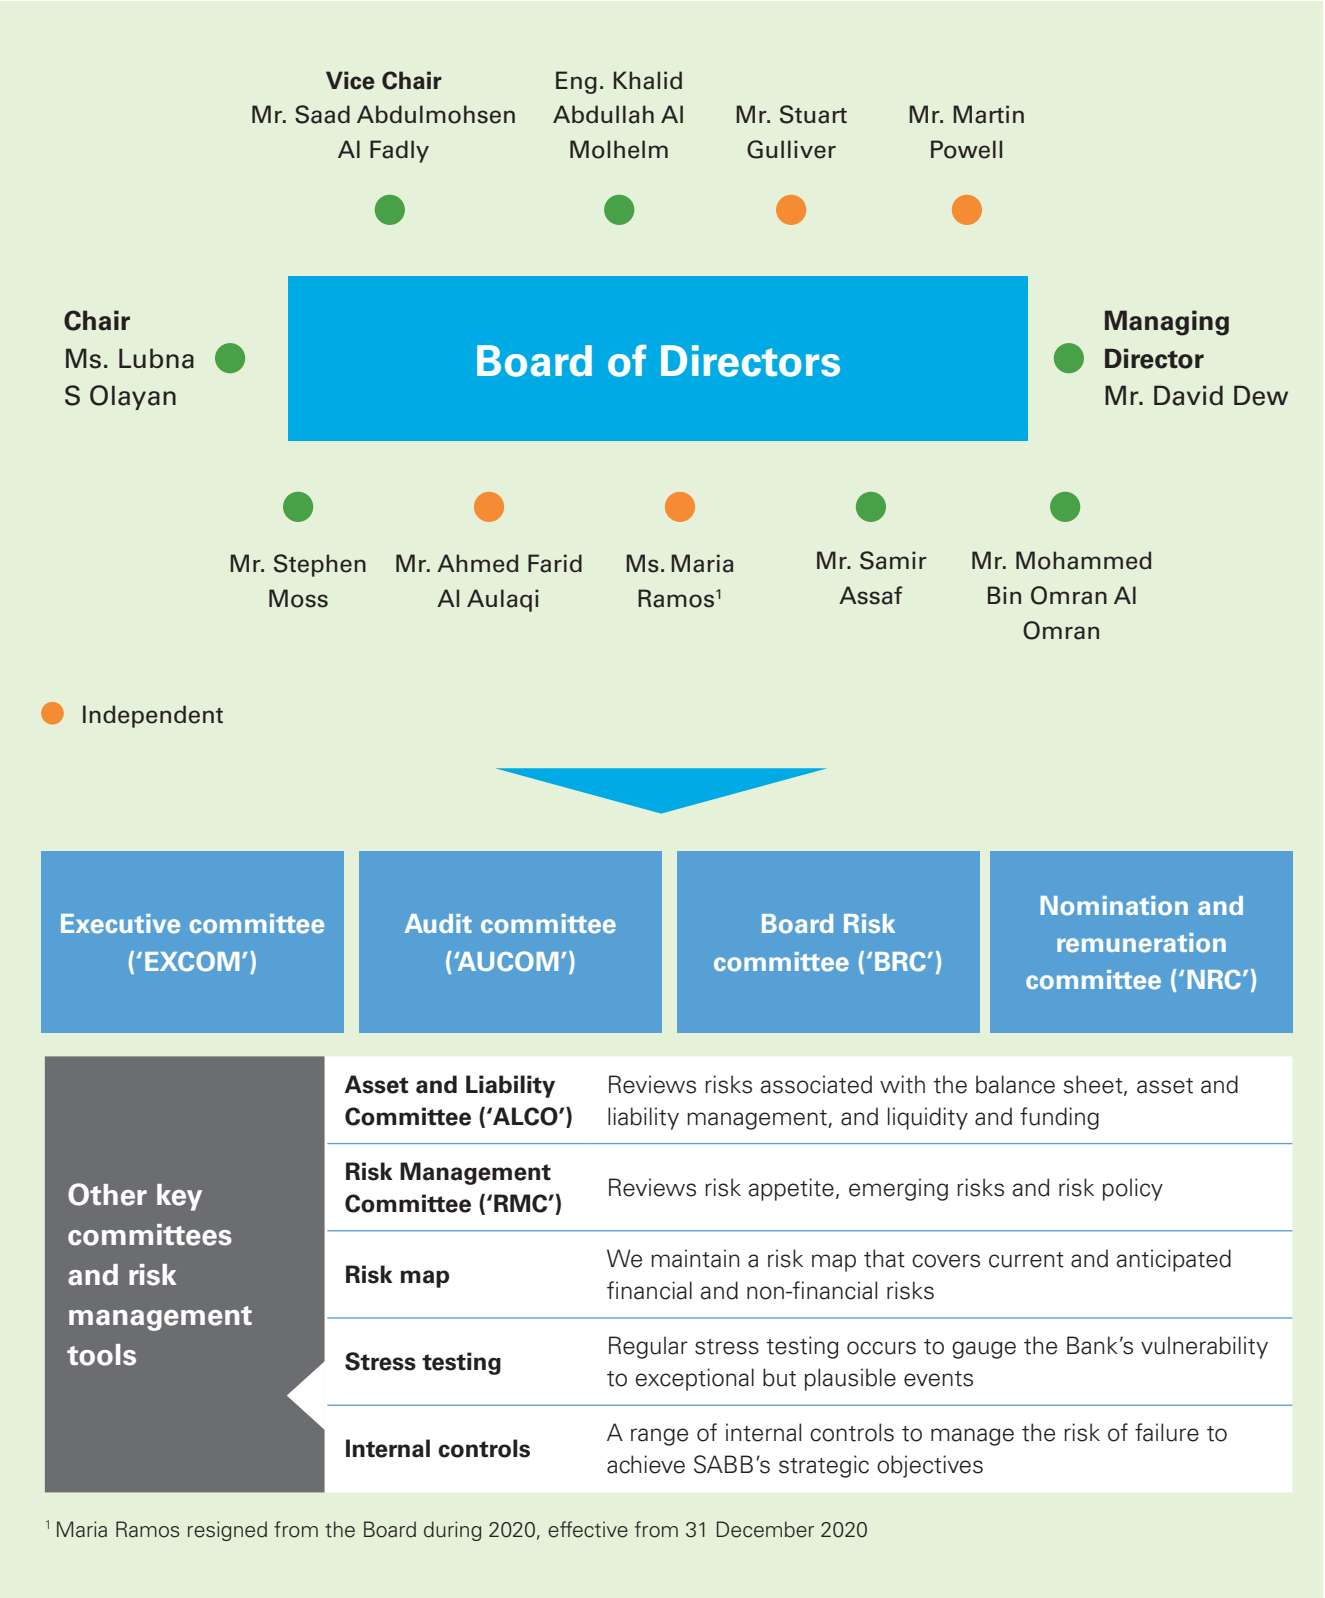 Vice Chair
Mr. Saad Abdulmohsen
Al Fadly
Eng. Khalid
Abdullah Al
Molhelm
Mr. Stuart
Gulliver
Mr. Martin
Powell
Chair
Ms. Lubna
S Olayan
Board of Directors
Managing
Director
Mr. David Dew
Mr. Stephen
Moss
Mr. Ahmed Farid
Al Aulaqi
Ms. Maria
Ramos¹
Mr. Samir
Assaf
Mr. Mohammed
Bin Omran Al
Omran
Independent
Executive committee
(‘EXCOM’)
Audit committee
(‘AUCOM’)
Board Risk
committee (‘BRC’)
Nomination and
remuneration
committee (‘NRC’)
Other key
committees
and risk
management
tools
Asset and Liability
Committee (‘ALCO’)
Reviews risks associated with the balance sheet, asset and
liability management, and liquidity and funding
Risk Management
Committee (‘RMC’)
Reviews risk appetite, emerging risks and risk policy
Risk map
We maintain a risk map that covers current and anticipated
financial and non-financial risks
Stress testing
Regular stress testing occurs to gauge the Bank’s vulnerability
to exceptional but plausible events
Internal controls
A range of internal controls to manage the risk of failure to
achieve SABB’s strategic objectives
¹ Maria Ramos resigned from the Board during 2020, effective from 31 December 2020